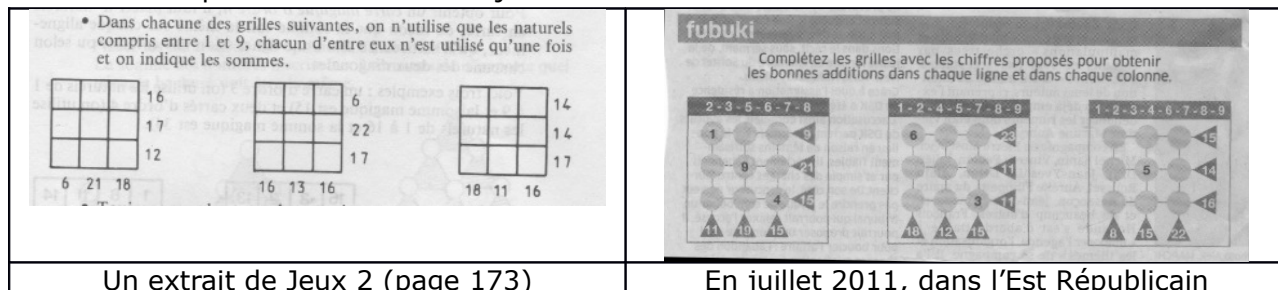 • Dans chacune des grilles suivantes, on n'utilise que les naturels
compris entre 1 et 9, chacun d'entre eux n'est utilisé qu'une fois
et on indique les sommes.
16
17
12
6 21 18
6
22
17
16 13 16
14
14
17
18 11 16
Un extrait de Jeux 2 (page 173)
fubuki
Complétez les grilles avec les chiffres proposés pour obtenir
les bonnes additions dans chaque ligne et dans chaque colonne.
2 - 3 - 5 - 6 - 7 - 8
1 9
9 21
4 15
11 19 15
1 - 2 - 4 - 5 - 7 - 8 - 9
6 23
11
3 11
18 12 15
1 - 2 - 3 - 4 - 6 - 7 - 8 - 9
15
5 14
16
8 15 22
En juillet 2011, dans l'Est Républicain